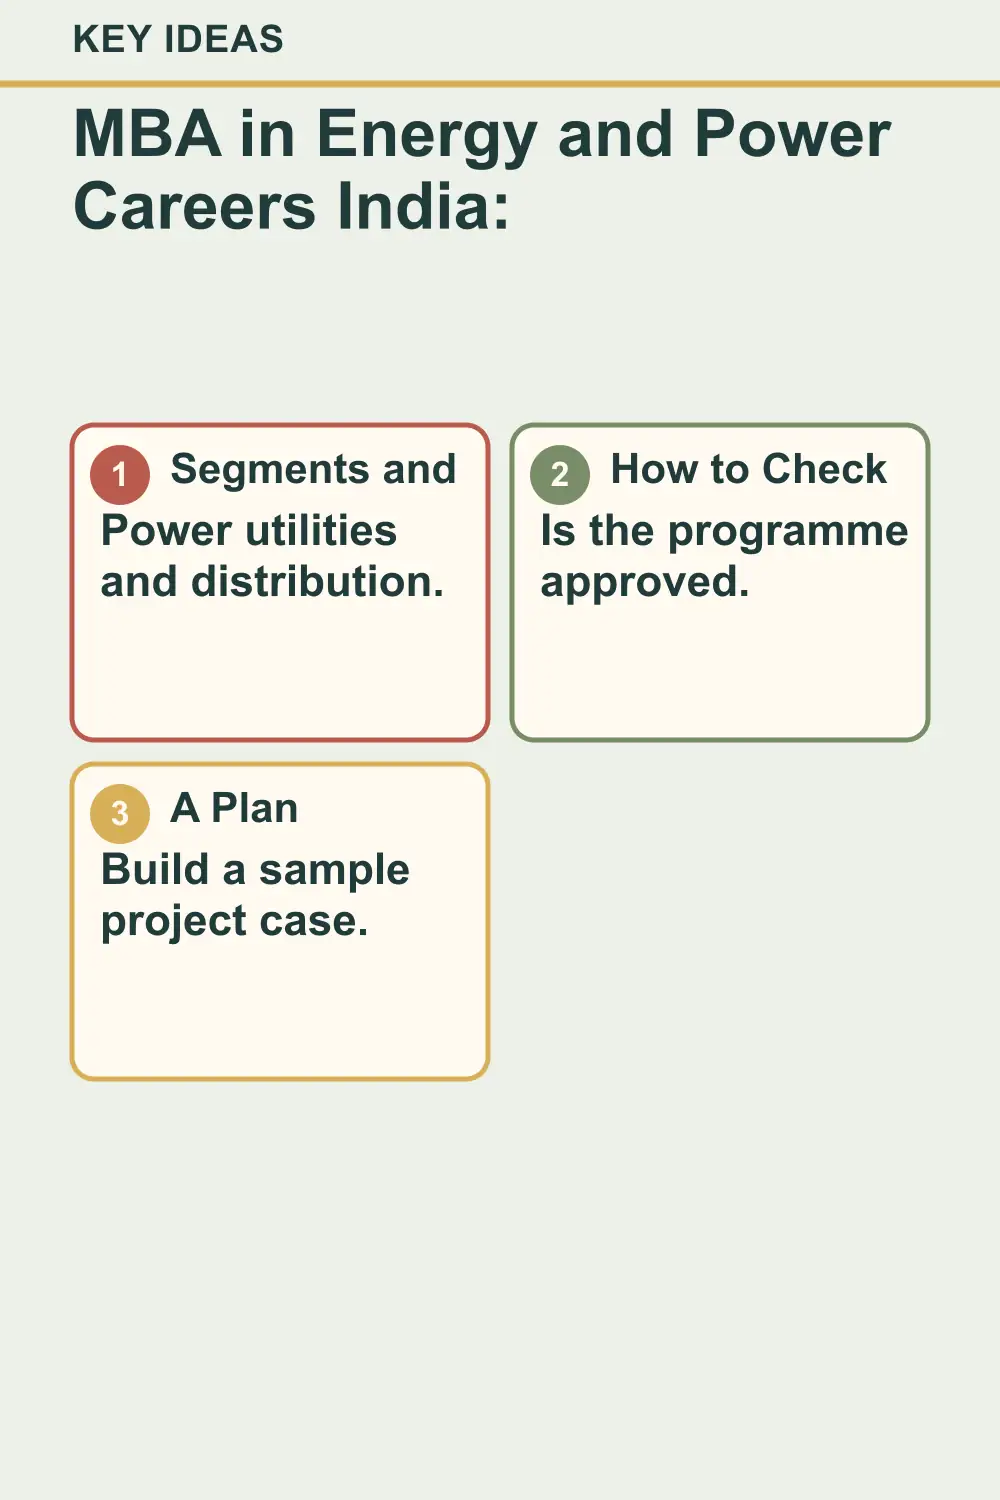 KEY IDEAS
MBA in Energy and Power
Careers India:
1 Segments and
Power utilities
and distribution.
2 How to Check
Is the programme
approved.
3 A Plan
Build a sample
project case.